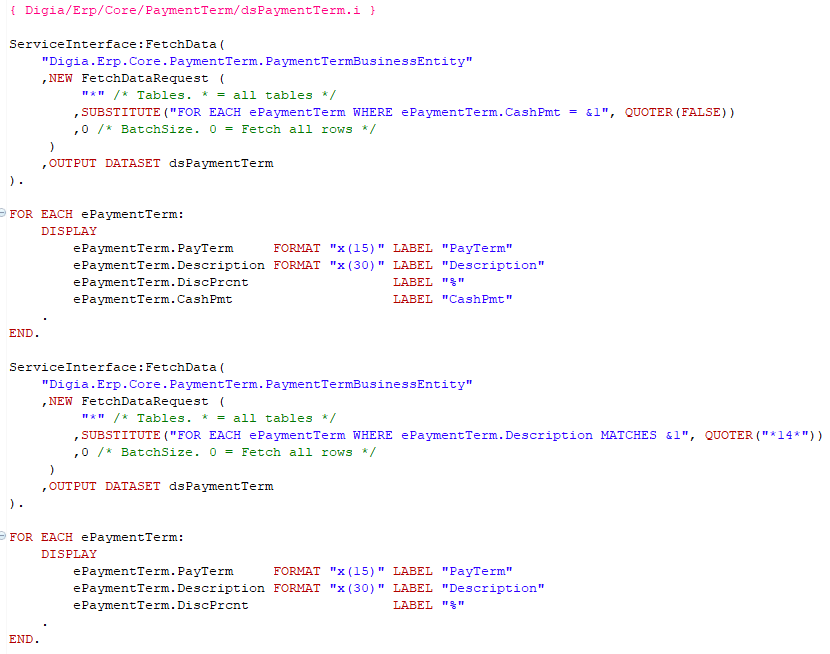 { Digia/Erp/Core/PaymentTerm/dsPaymentTerm.i }

ServiceInterface:FetchData(
    "Digia.Erp.Core.PaymentTerm.PaymentTermBusinessEntity"
    ,NEW FetchDataRequest (
         "*" /* Tables. * = all tables */
        ,SUBSTITUTE("FOR EACH ePaymentTerm WHERE ePaymentTerm.CashPmt = &1", QUOTER(FALSE))
        ,0 /* BatchSize. 0 = Fetch all rows */
     )
    ,OUTPUT DATASET dsPaymentTerm
).

FOR EACH ePaymentTerm:
    DISPLAY
        ePaymentTerm.PayTerm     FORMAT "x(15)" LABEL "PayTerm"
        ePaymentTerm.Description FORMAT "x(30)" LABEL "Description"
        ePaymentTerm.DiscPrcnt                  LABEL "%"
        ePaymentTerm.CashPmt                    LABEL "CashPmt"
    .
END.

ServiceInterface:FetchData(
    "Digia.Erp.Core.PaymentTerm.PaymentTermBusinessEntity"
    ,NEW FetchDataRequest (
         "*" /* Tables. * = all tables */
        ,SUBSTITUTE("FOR EACH ePaymentTerm WHERE ePaymentTerm.Description MATCHES &1", QUOTER("*14*"))
        ,0 /* BatchSize. 0 = Fetch all rows */
     )
    ,OUTPUT DATASET dsPaymentTerm
).

FOR EACH ePaymentTerm:
    DISPLAY
        ePaymentTerm.PayTerm     FORMAT "x(15)" LABEL "PayTerm"
        ePaymentTerm.Description FORMAT "x(30)" LABEL "Description"
        ePaymentTerm.DiscPrcnt                  LABEL "%"
    .
END.